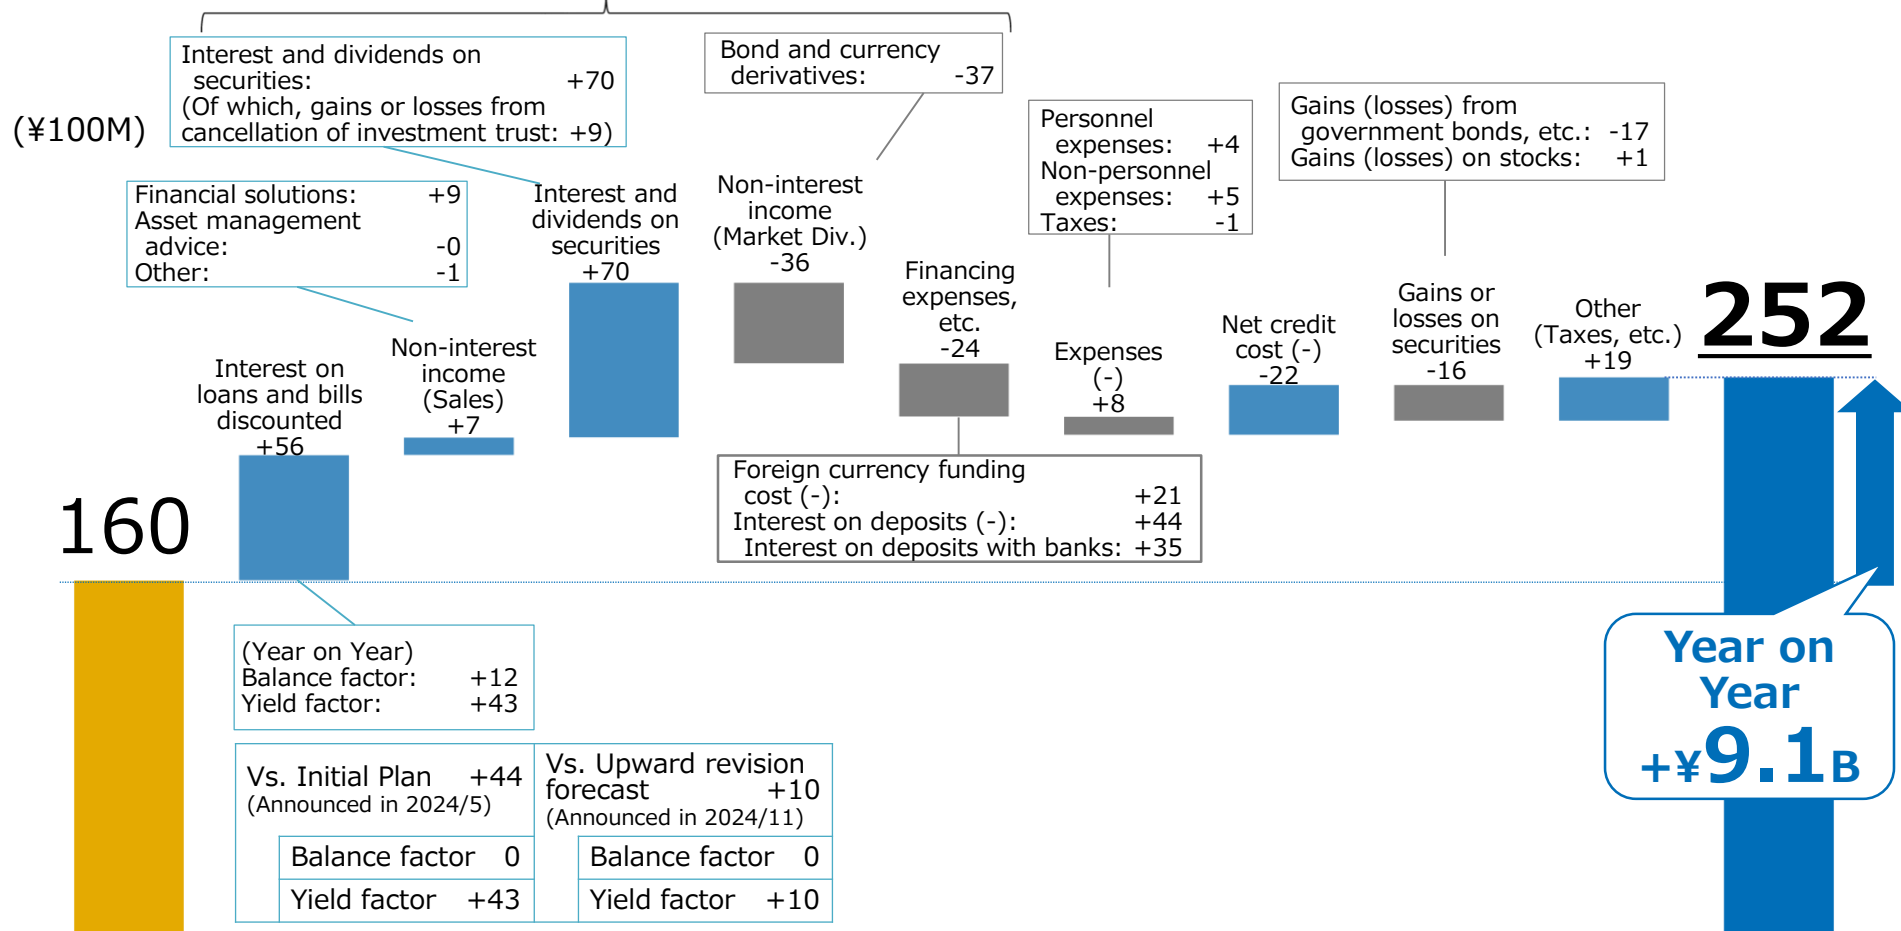 (¥100M)
Interest and dividends on
securities: +70
(Of which, gains or losses from
cancellation of investment trust: +9)
Bond and currency
derivatives: -37
Personnel
expenses: +4
Non-personnel
expenses: +5
Taxes: -1
Gains (losses) from
government bonds, etc.: -17
Gains (losses) on stocks: +1
Financial solutions: +9
Asset management
advice: -0
Other: -1
160
Interest on
loans and bills
discounted
+56
Non-interest
income
(Sales)
+7
Interest and
dividends on
securities
+70
Non-interest
income
(Market Div.)
-36
Financing
expenses,
etc.
-24
Expenses
(-)
+8
Net credit
cost (-)
-22
Gains or
losses on
securities
-16
Other
(Taxes, etc.)
+19
252
Foreign currency funding
cost (-): +21
Interest on deposits (-): +44
Interest on deposits with banks: +35
(Year on Year)
Balance factor: +12
Yield factor: +43
Vs. Initial Plan +44
(Announced in 2024/5)
Balance factor 0
Yield factor +43
Vs. Upward revision
forecast +10
(Announced in 2024/11)
Balance factor 0
Yield factor +10
Year on
Year
+¥9.1B